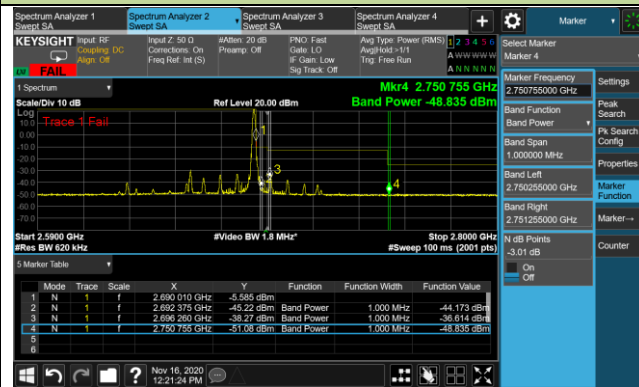 Spectrum Analyzer 1
Swept SA
Spectrum Analyzer 2
Swept SA
Spectrum Analyzer 3
Swept SA
Spectrum Analyzer 4
Swept SA
+
Marker
KEYSIGHT
Input: RF
Coupling: DC
Align: Off
Input Z: 50 Ω
Corrections: On
Freq Ref: Int (S)
#Atten: 20 dB
Preamp: Off
PNO: Fast
Gate: LO
IF Gain: Low
Sig Track: Off
Avg Type: Power (RMS)
Avg|Hold:>1/1
Trig: Free Run
1 2 3 4 5 6
A W W W W W
A N N N N N
FAIL
Select Marker
Marker 4
1 Spectrum
Mkr4 2.750 755 GHz
Scale/Div 10 dB
Ref Level 20.00 dBm
Band Power -48.835 dBm
Log
Trace 1 Fail
10.0
0.00
-10.0
-20.0
-30.0
-40.0
-50.0
-60.0
-70.0
1
3
4
Start 2.5900 GHz
#Video BW 1.8 MHz*
Stop 2.8000 GHz
#Res BW 620 kHz
#Sweep 100 ms (2001 pts)
5 Marker Table
Mode Trace Scale X Y Function Function Width Function Value
1 N 1 f 2.690 010 GHz -5.585 dBm
2 N 1 f 2.692 375 GHz -45.22 dBm Band Power 1.000 MHz -44.173 dBm
3 N 1 f 2.696 260 GHz -38.27 dBm Band Power 1.000 MHz -36.614 dBm
4 N 1 f 2.750 755 GHz -51.08 dBm Band Power 1.000 MHz -48.835 dBm
5
6
Marker Frequency
2.750755000 GHz
Band Function
Band Power
Band Span
1.000000 MHz
Band Left
2.750255000 GHz
Band Right
2.751255000 GHz
N dB Points
-3.01 dB
On
Off
Settings
Peak
Search
Pk Search
Config
Properties
Marker
Function
Marker→
Counter
?
Nov 16, 2020
12:21:24 PM